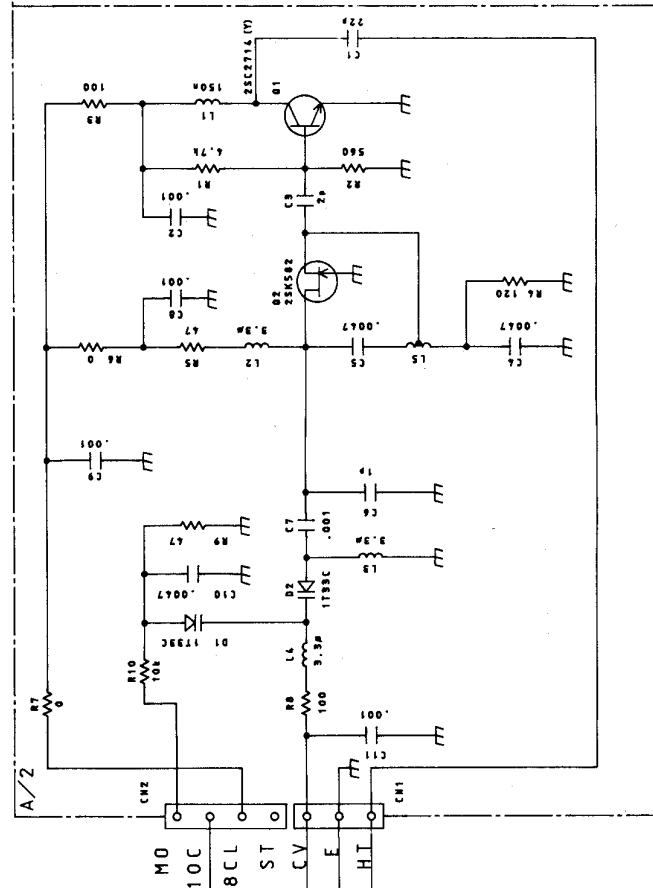 22p
C1
2SC2714(Y)
Q1
100
R3
150n
L1
4.7k
R1
560
R2
C3
2p
.001
C2
Q2
2SK582
.001
C8
R4
120
0
R6
47
R5
3.3μ
L2
.0047
C5
L5
.0047
C4
.001
C9
1p
C6
C7
.001
47
R9
3.3μ
L3
.0047
C10
D2
1T33C
1T33C
D1
R10
10k
L4
3.3μ
R7
0
R8
100
.001
C11
A/2
CN2
CN1
MO
10C
8CL
ST
CV
E
HT